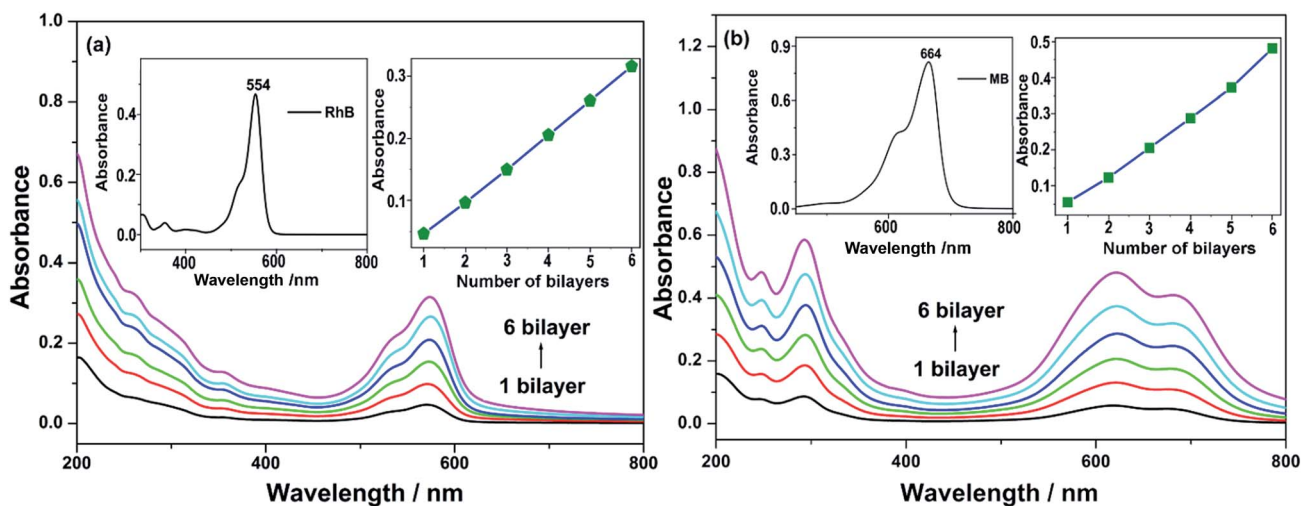 (a)
554
RhB
Absorbance
0.4
0.2
0.0
400
600
800
Wavelength /nm
Absorbance
0.3
0.2
0.1
1 2 3 4 5 6
Number of bilayers
6 bilayer
1 bilayer
Absorbance
1.0
0.8
0.6
0.4
0.2
0.0
200 400 600 800
Wavelength / nm
(b)
664
MB
Absorbance
0.9
0.6
0.3
0.0
600 800
Wavelength /nm
Absorbance
0.5
0.4
0.3
0.2
0.1
1 2 3 4 5 6
Number of bilayers
6 bilayer
1 bilayer
Absorbance
1.2
1.0
0.8
0.6
0.4
0.2
0.0
200 400 600 800
Wavelength / nm